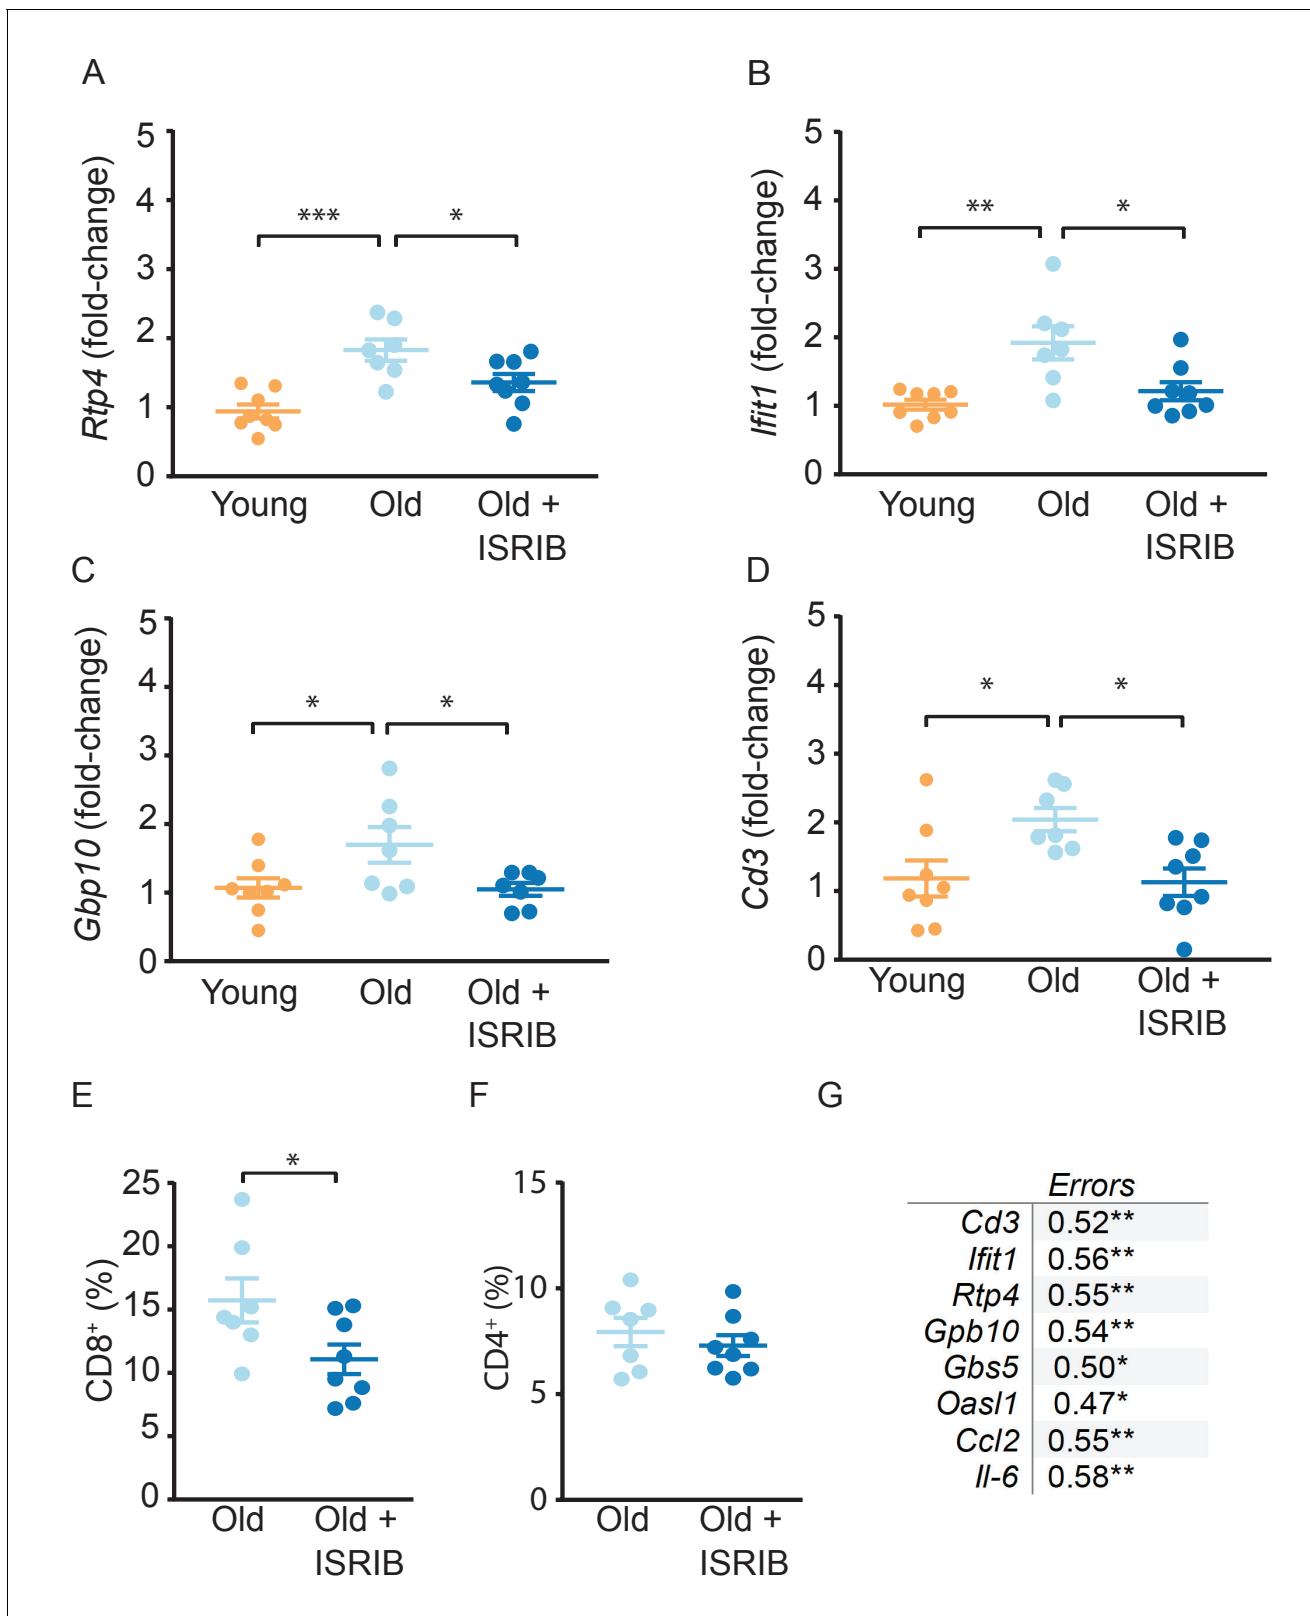 A
Rtp4 (fold-change)
5
4
3
2
1
0
***
*
Young
Old
Old +
ISRIB
B
Ifit1 (fold-change)
5
4
3
2
1
0
**
*
Young
Old
Old +
ISRIB
C
Gbp10 (fold-change)
5
4
3
2
1
0
*
*
Young
Old
Old +
ISRIB
D
Cd3 (fold-change)
5
4
3
2
1
0
*
*
Young
Old
Old +
ISRIB
E
CD8+ (%)
25
20
15
10
5
0
*
Old
Old +
ISRIB
F
CD4+ (%)
15
10
5
0
Old
Old +
ISRIB
G
Errors
Cd3 0.52**
Ifit1 0.56**
Rtp4 0.55**
Gpb10 0.54**
Gbs5 0.50*
Oasl1 0.47*
Ccl2 0.55**
Il-6 0.58**